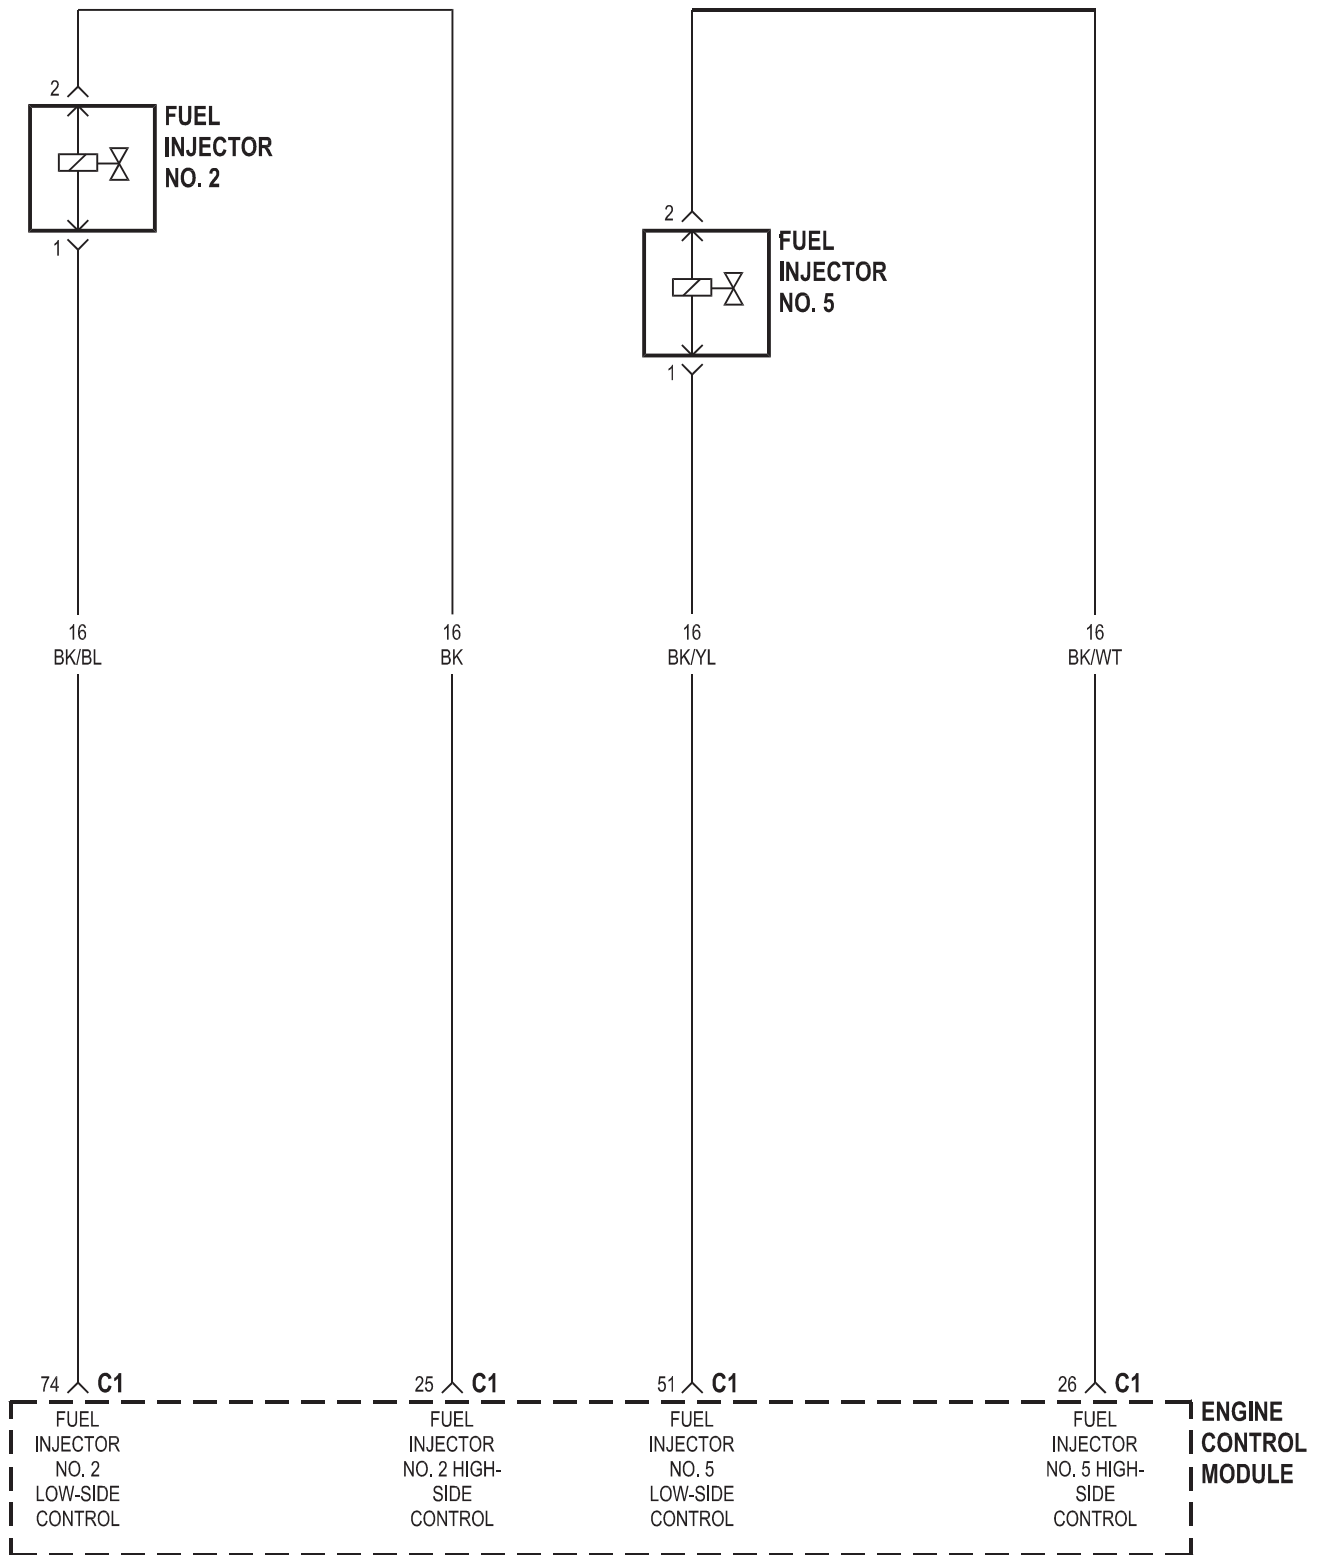 2
FUEL
INJECTOR
NO. 2
1
2
FUEL
INJECTOR
NO. 5
1
16
BK/BL
16
BK
16
BK/YL
16
BK/WT
74 C1
25 C1
51 C1
26 C1
FUEL
INJECTOR
NO. 2
LOW-SIDE
CONTROL
FUEL
INJECTOR
NO. 2 HIGH-
SIDE
CONTROL
FUEL
INJECTOR
NO. 5
LOW-SIDE
CONTROL
FUEL
INJECTOR
NO. 5 HIGH-
SIDE
CONTROL
ENGINE
CONTROL
MODULE